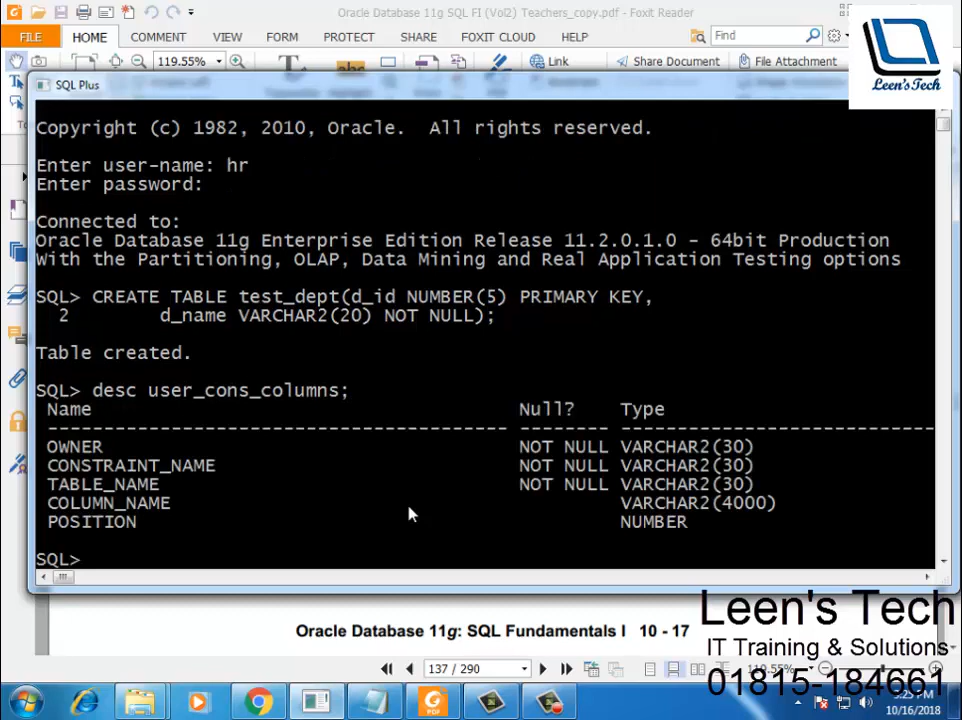 Oracle Database 11g SQL FI (Vol2) Teachers_copy.pdf - Foxit Reader
FILE HOME COMMENT VIEW FORM PROTECT SHARE FOXIT CLOUD HELP Find
119.55% Link Share Document File Attachment
Leen's Tech
SQL Plus
Copyright (c) 1982, 2010, Oracle.  All rights reserved.
Enter user-name: hr
Enter password:
Connected to:
Oracle Database 11g Enterprise Edition Release 11.2.0.1.0 - 64bit Production
With the Partitioning, OLAP, Data Mining and Real Application Testing options
SQL> CREATE TABLE test_dept(d_id NUMBER(5) PRIMARY KEY,
2 d_name VARCHAR2(20) NOT NULL);
Table created.
SQL> desc user_cons_columns;
Name Null? Type
OWNER NOT NULL VARCHAR2(30)
CONSTRAINT_NAME NOT NULL VARCHAR2(30)
TABLE_NAME NOT NULL VARCHAR2(30)
COLUMN_NAME VARCHAR2(4000)
POSITION NUMBER
SQL>
Oracle Database 11g: SQL Fundamentals I 10 - 17
Leen's Tech
IT Training & Solutions
137 / 290 119.55%
01815-184661
10/16/2018